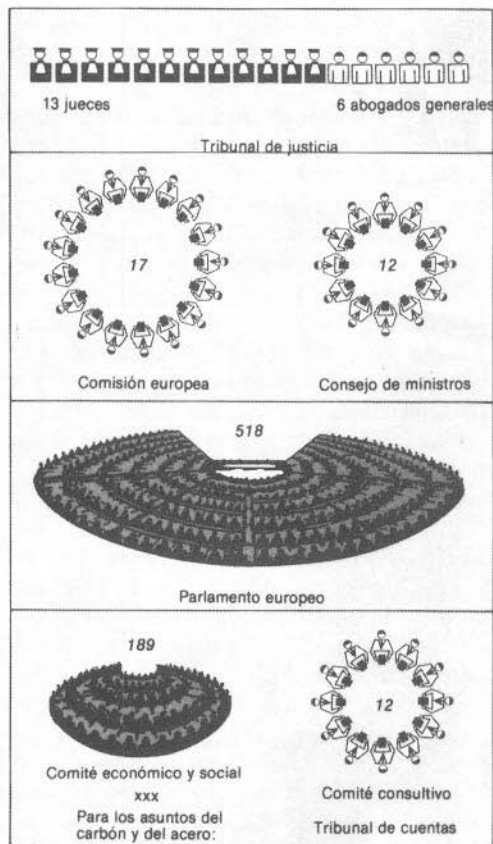 13 jueces 6 abogados generales
Tribunal de justicia
17 12
Comisión europea Consejo de ministros
518
Parlamento europeo
189
12
Comité económico y social
xxx
Para los asuntos del
carbón y del acero:
Comité consultivo
Tribunal de cuentas